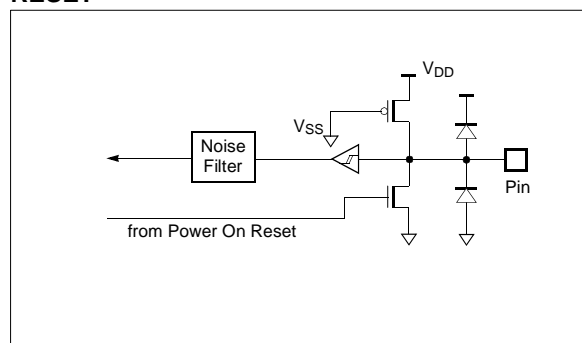 RESET
VDD
VSS
Noise
Filter
Pin
from Power On Reset